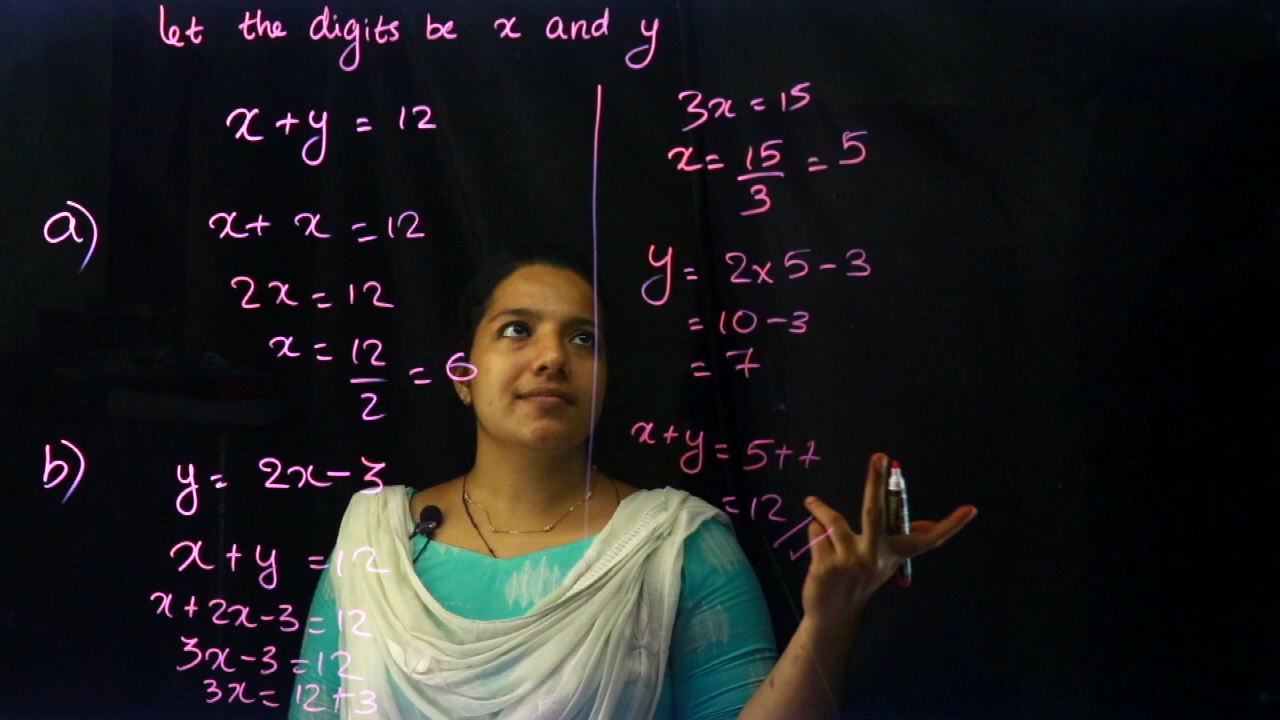 let the digits be x and y
x + y = 12
a) x + x = 12
2x = 12
x = 12/2 = 6
b) y = 2x - 3
x + y = 12
x + 2x - 3 = 12
3x - 3 = 12
3x = 12 + 3
3x = 15
x = 15/3 = 5
y = 2 x 5 - 3
= 10 - 3
= 7
x + y = 5 + 7
= 12 //